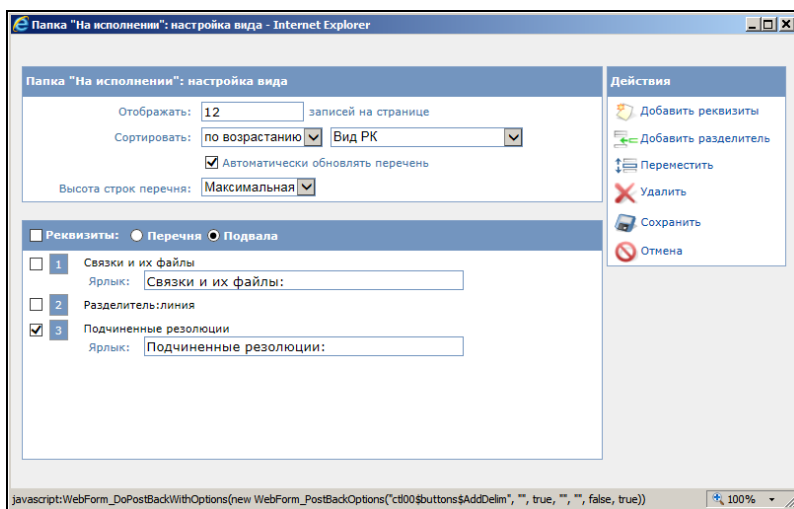 Папка "На исполнении": настройка вида - Internet Explorer
Папка "На исполнении": настройка вида
Отображать: 12 записей на странице
Сортировать: по возрастанию Вид РК
Автоматически обновлять перечень
Высота строк перечня: Максимальная
Реквизиты: Перечня Подвала
1 Связки и их файлы
Ярлык: Связки и их файлы:
2 Разделитель:линия
3 Подчиненные резолюции
Ярлык: Подчиненные резолюции:
Действия
Добавить реквизиты
Добавить разделитель
Переместить
Удалить
Сохранить
Отмена
javascript:WebForm_DoPostBackWithOptions(new WebForm_PostBackOptions("ctl00$buttons$AddDelim", "", true, "", "", false, true)) 100%